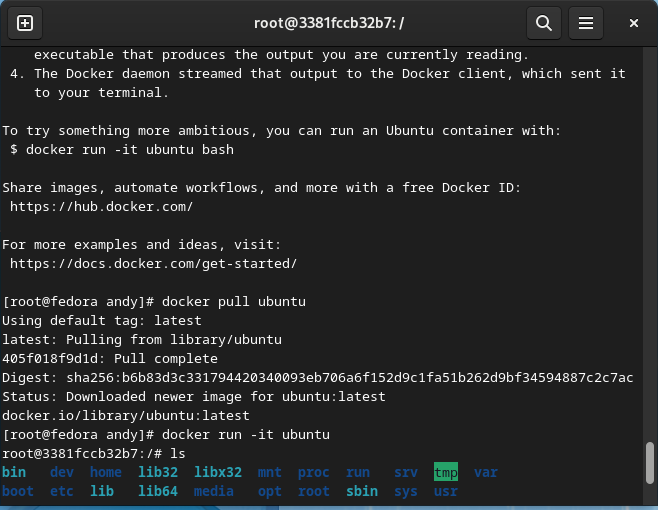 root@3381fccb32b7: /
executable that produces the output you are currently reading.
4. The Docker daemon streamed that output to the Docker client, which sent it
to your terminal.
To try something more ambitious, you can run an Ubuntu container with:
$ docker run -it ubuntu bash
Share images, automate workflows, and more with a free Docker ID:
https://hub.docker.com/
For more examples and ideas, visit:
https://docs.docker.com/get-started/
[root@fedora andy]# docker pull ubuntu
Using default tag: latest
latest: Pulling from library/ubuntu
405f018f9d1d: Pull complete
Digest: sha256:b6b83d3c331794420340093eb706a6f152d9c1fa51b262d9bf34594887c2c7ac
Status: Downloaded newer image for ubuntu:latest
docker.io/library/ubuntu:latest
[root@fedora andy]# docker run -it ubuntu
root@3381fccb32b7:/# ls
bin dev home lib32 libx32 mnt proc run srv tmp var
boot etc lib lib64 media opt root sbin sys usr